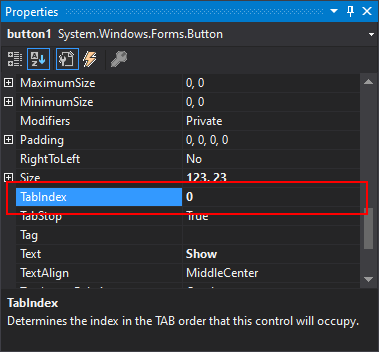 Properties
button1 System.Windows.Forms.Button
MaximumSize 0, 0
MinimumSize 0, 0
Modifiers Private
Padding 0, 0, 0, 0
RightToLeft No
Size 123, 23
TabIndex 0
TabStop True
Tag
Text Show
TextAlign MiddleCenter
TabIndex
Determines the index in the TAB order that this control will occupy.